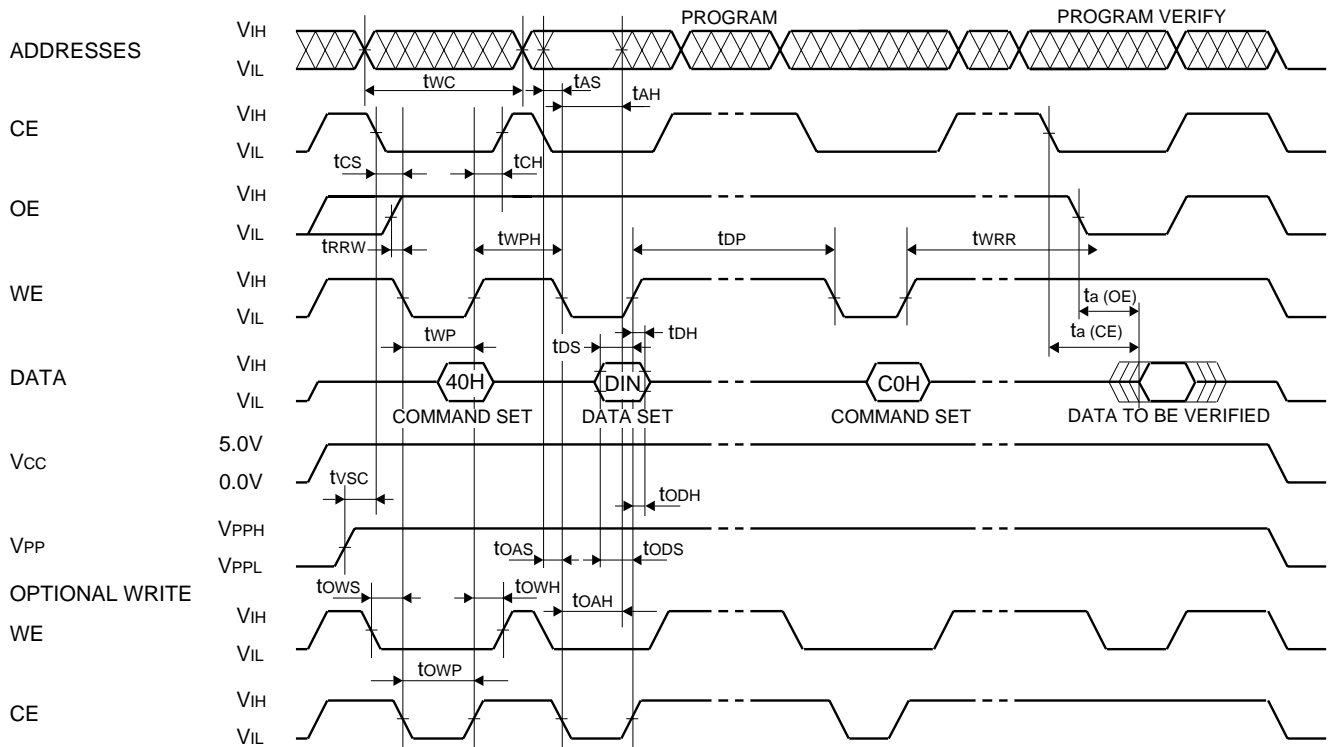 PROGRAM PROGRAM VERIFY
ADDRESSES VIH
VIL
tWC tAS
tAH
CE VIH
VIL
tCS tCH
OE VIH
VIL
tRRW tWPH tDP tWRR
WE VIH
VIL
ta (OE)
tWP tDS tDH ta (CE)
DATA VIH
VIL
40H DIN C0H
COMMAND SET DATA SET COMMAND SET DATA TO BE VERIFIED
VCC 5.0V
0.0V
tVSC tODH
VPP VPPH
VPPL
tOAS tODS
OPTIONAL WRITE
tOWS tOWH tOAH
WE VIH
VIL
tOWP
CE VIH
VIL